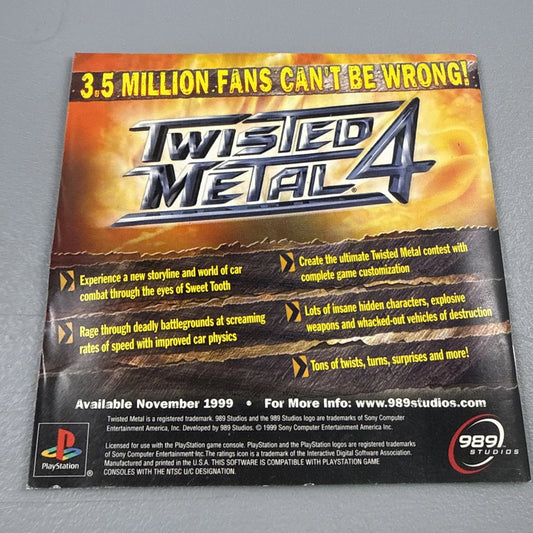 3.5 MILLION FANS CAN'T BE WRONG!
TWISTED
METAL 4
Experience a new storyline and world of car
combat through the eyes of Sweet Tooth
Rage through deadly battlegrounds at screaming
rates of speed with improved car physics
Create the ultimate Twisted Metal contest with
complete game customization
Lots of insane hidden characters, explosive
weapons and whacked-out vehicles of destruction
Tons of twists, turns, surprises and more!
Available November 1999 • For More Info: www.989studios.com
Twisted Metal is a registered trademark. 989 Studios and the 989 Studios logo are trademarks of Sony Computer
Entertainment America, Inc. Developed by 989 Studios. © 1999 Sony Computer Entertainment America Inc.
Licensed for use with the PlayStation game console. PlayStation and the PlayStation logos are registered trademarks
of Sony Computer Entertainment Inc. The ratings icon is a trademark of the Interactive Digital Software Association.
Manufactured and printed in the U.S.A. THIS SOFTWARE IS COMPATIBLE WITH PLAYSTATION GAME
CONSOLES WITH THE NTSC U/C DESIGNATION.
PlayStation ®
989
STUDIOS